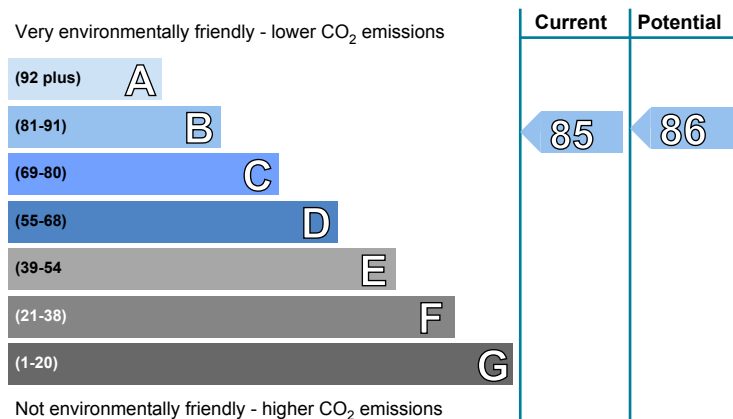 Very environmentally friendly - lower CO2 emissions
Current Potential
(92 plus) A
(81-91) B
85 86
(69-80) C
(55-68) D
(39-54 E
(21-38) F
(1-20) G
Not environmentally friendly - higher CO2 emissions